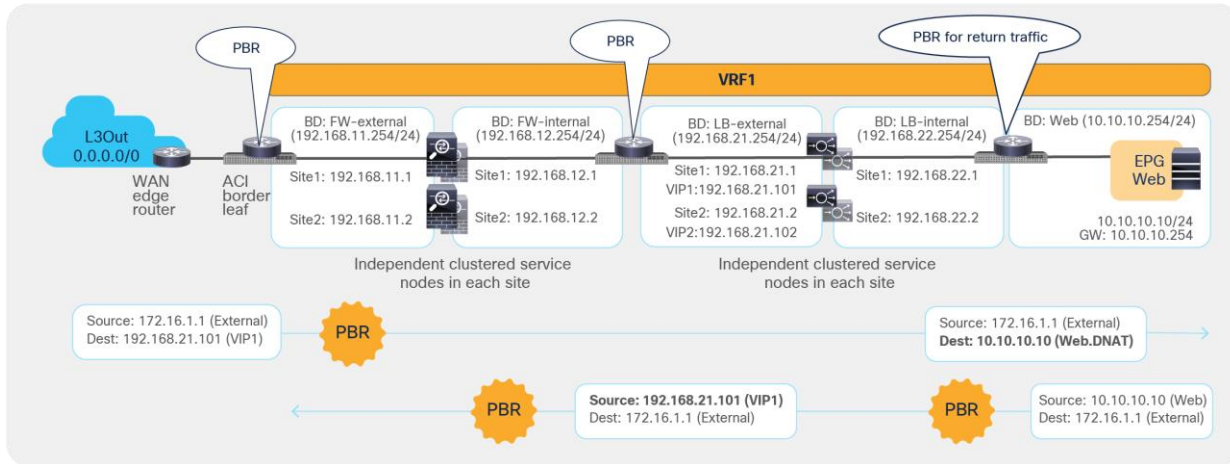 PBR
PBR
PBR for return traffic
VRF1
L3Out
0.0.0.0/0
WAN
edge
router
ACI
border
leaf
BD: FW-external
(192.168.11.254/24)
Site1: 192.168.11.1
Site2: 192.168.11.2
BD: FW-internal
(192.168.12.254/24)
Site1: 192.168.12.1
Site2: 192.168.12.2
BD: LB-external
(192.168.21.254/24)
Site1: 192.168.21.1
VIP1:192.168.21.101
Site2: 192.168.21.2
VIP2:192.168.21.102
BD: LB-internal
(192.168.22.254/24)
Site1: 192.168.22.1
Site2: 192.168.22.2
BD: Web (10.10.10.254/24)
EPG
Web
10.10.10.10/24
GW: 10.10.10.254
Independent clustered service
nodes in each site
Independent clustered service
nodes in each site
Source: 172.16.1.1 (External)
Dest: 192.168.21.101 (VIP1)
PBR
Source: 172.16.1.1 (External)
Dest: 10.10.10.10 (Web.DNAT)
PBR
Source: 192.168.21.101 (VIP1)
Dest: 172.16.1.1 (External)
PBR
Source: 10.10.10.10 (Web)
Dest: 172.16.1.1 (External)